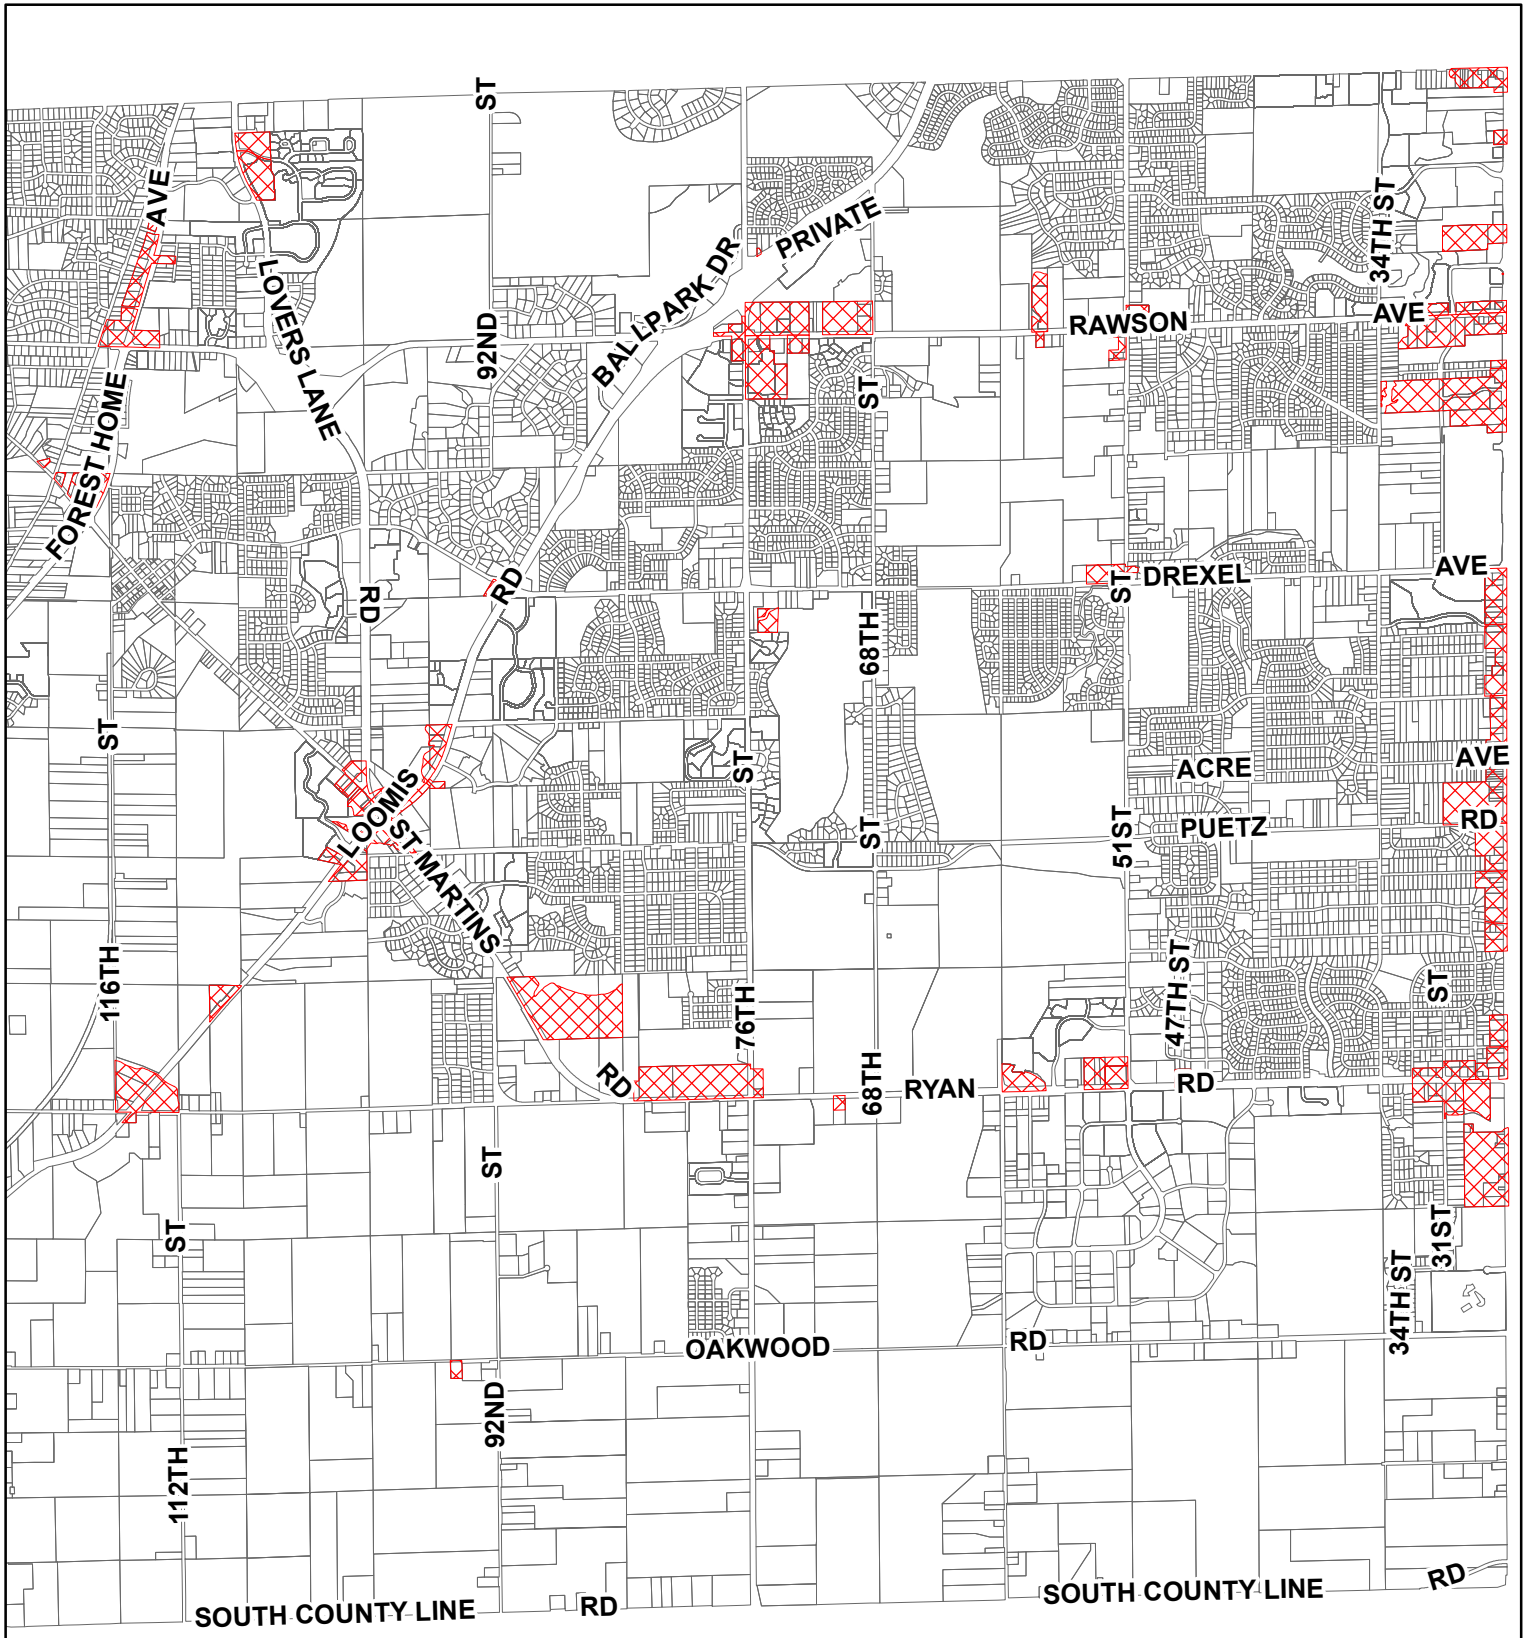 ST
AVE
34TH ST
PRIVATE
BALLPARK DR
LOVERS LANE
92ND
RAWSON
AVE
FOREST HOME
ST
RD
RD
ST
DREXEL
AVE
68TH
ST
ST
ACRE
AVE
LOOMIS
ST
51ST
PUETZ
RD
ST MARTINS
116TH
76TH
47TH ST
ST
RD
68TH
RYAN
RD
ST
ST
31ST
34TH ST
OAKWOOD
RD
92ND
112TH
SOUTH COUNTY LINE
RD
SOUTH COUNTY LINE
RD